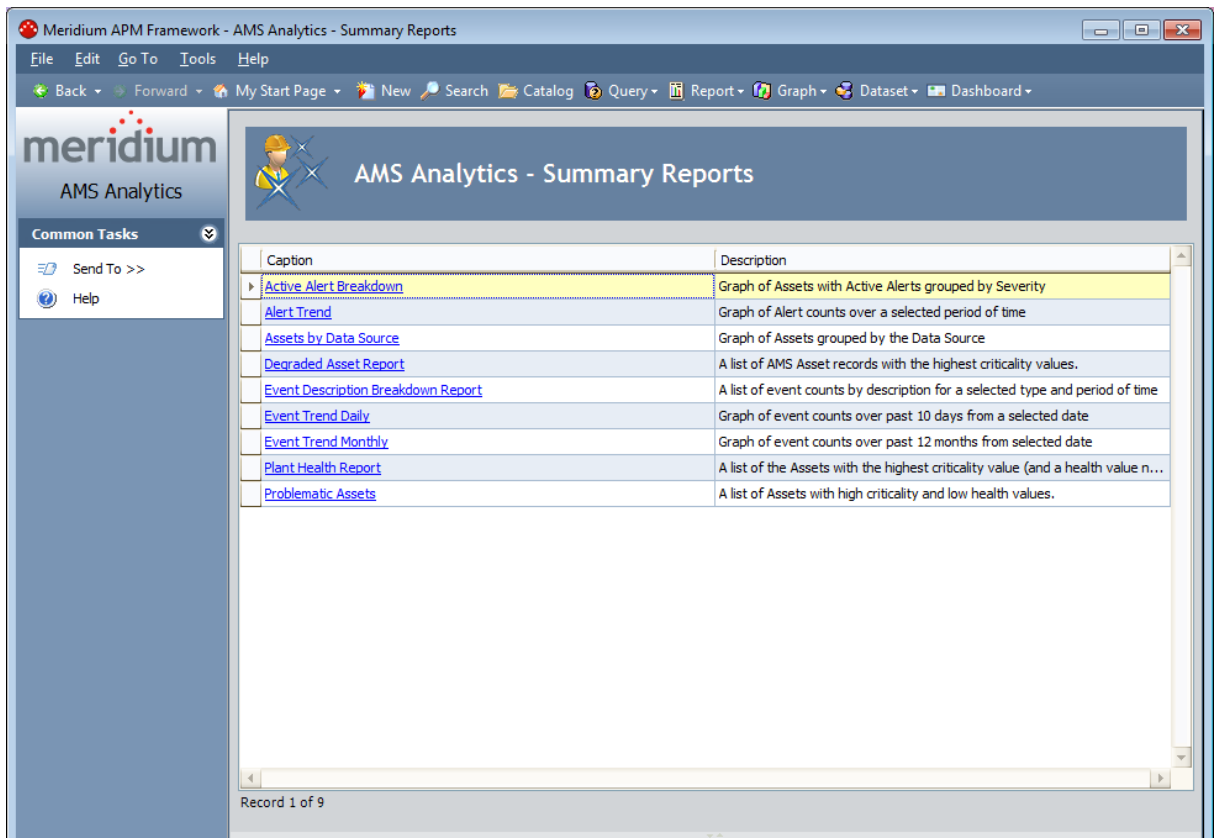 Meridium APM Framework - AMS Analytics - Summary Reports
File Edit Go To Tools Help
Back Forward My Start Page New Search Catalog Query Report Graph Dataset Dashboard
meridium
AMS Analytics
AMS Analytics - Summary Reports
Common Tasks
Send To >>
Help
Caption Description
Active Alert Breakdown Graph of Assets with Active Alerts grouped by Severity
Alert Trend Graph of Alert counts over a selected period of time
Assets by Data Source Graph of Assets grouped by the Data Source
Degraded Asset Report A list of AMS Asset records with the highest criticality values.
Event Description Breakdown Report A list of event counts by description for a selected type and period of time
Event Trend Daily Graph of event counts over past 10 days from a selected date
Event Trend Monthly Graph of event counts over past 12 months from selected date
Plant Health Report A list of the Assets with the highest criticality value (and a health value n...
Problematic Assets A list of Assets with high criticality and low health values.
Record 1 of 9